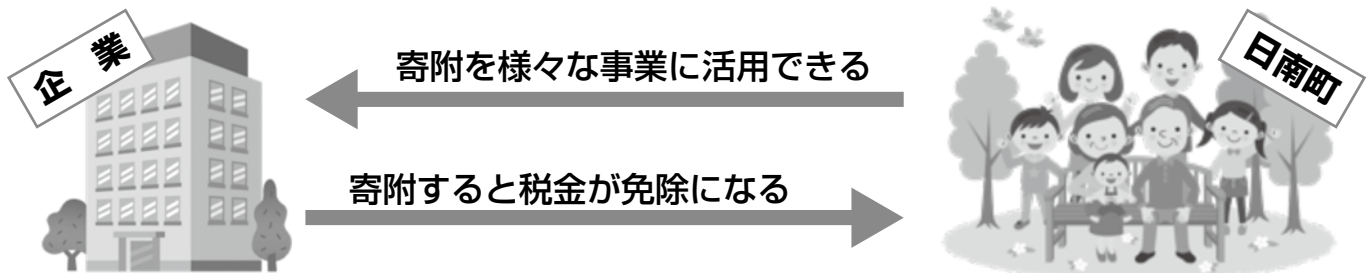 企業
寄附を様々な事業に活用できる
日南町
寄附すると税金が免除になる